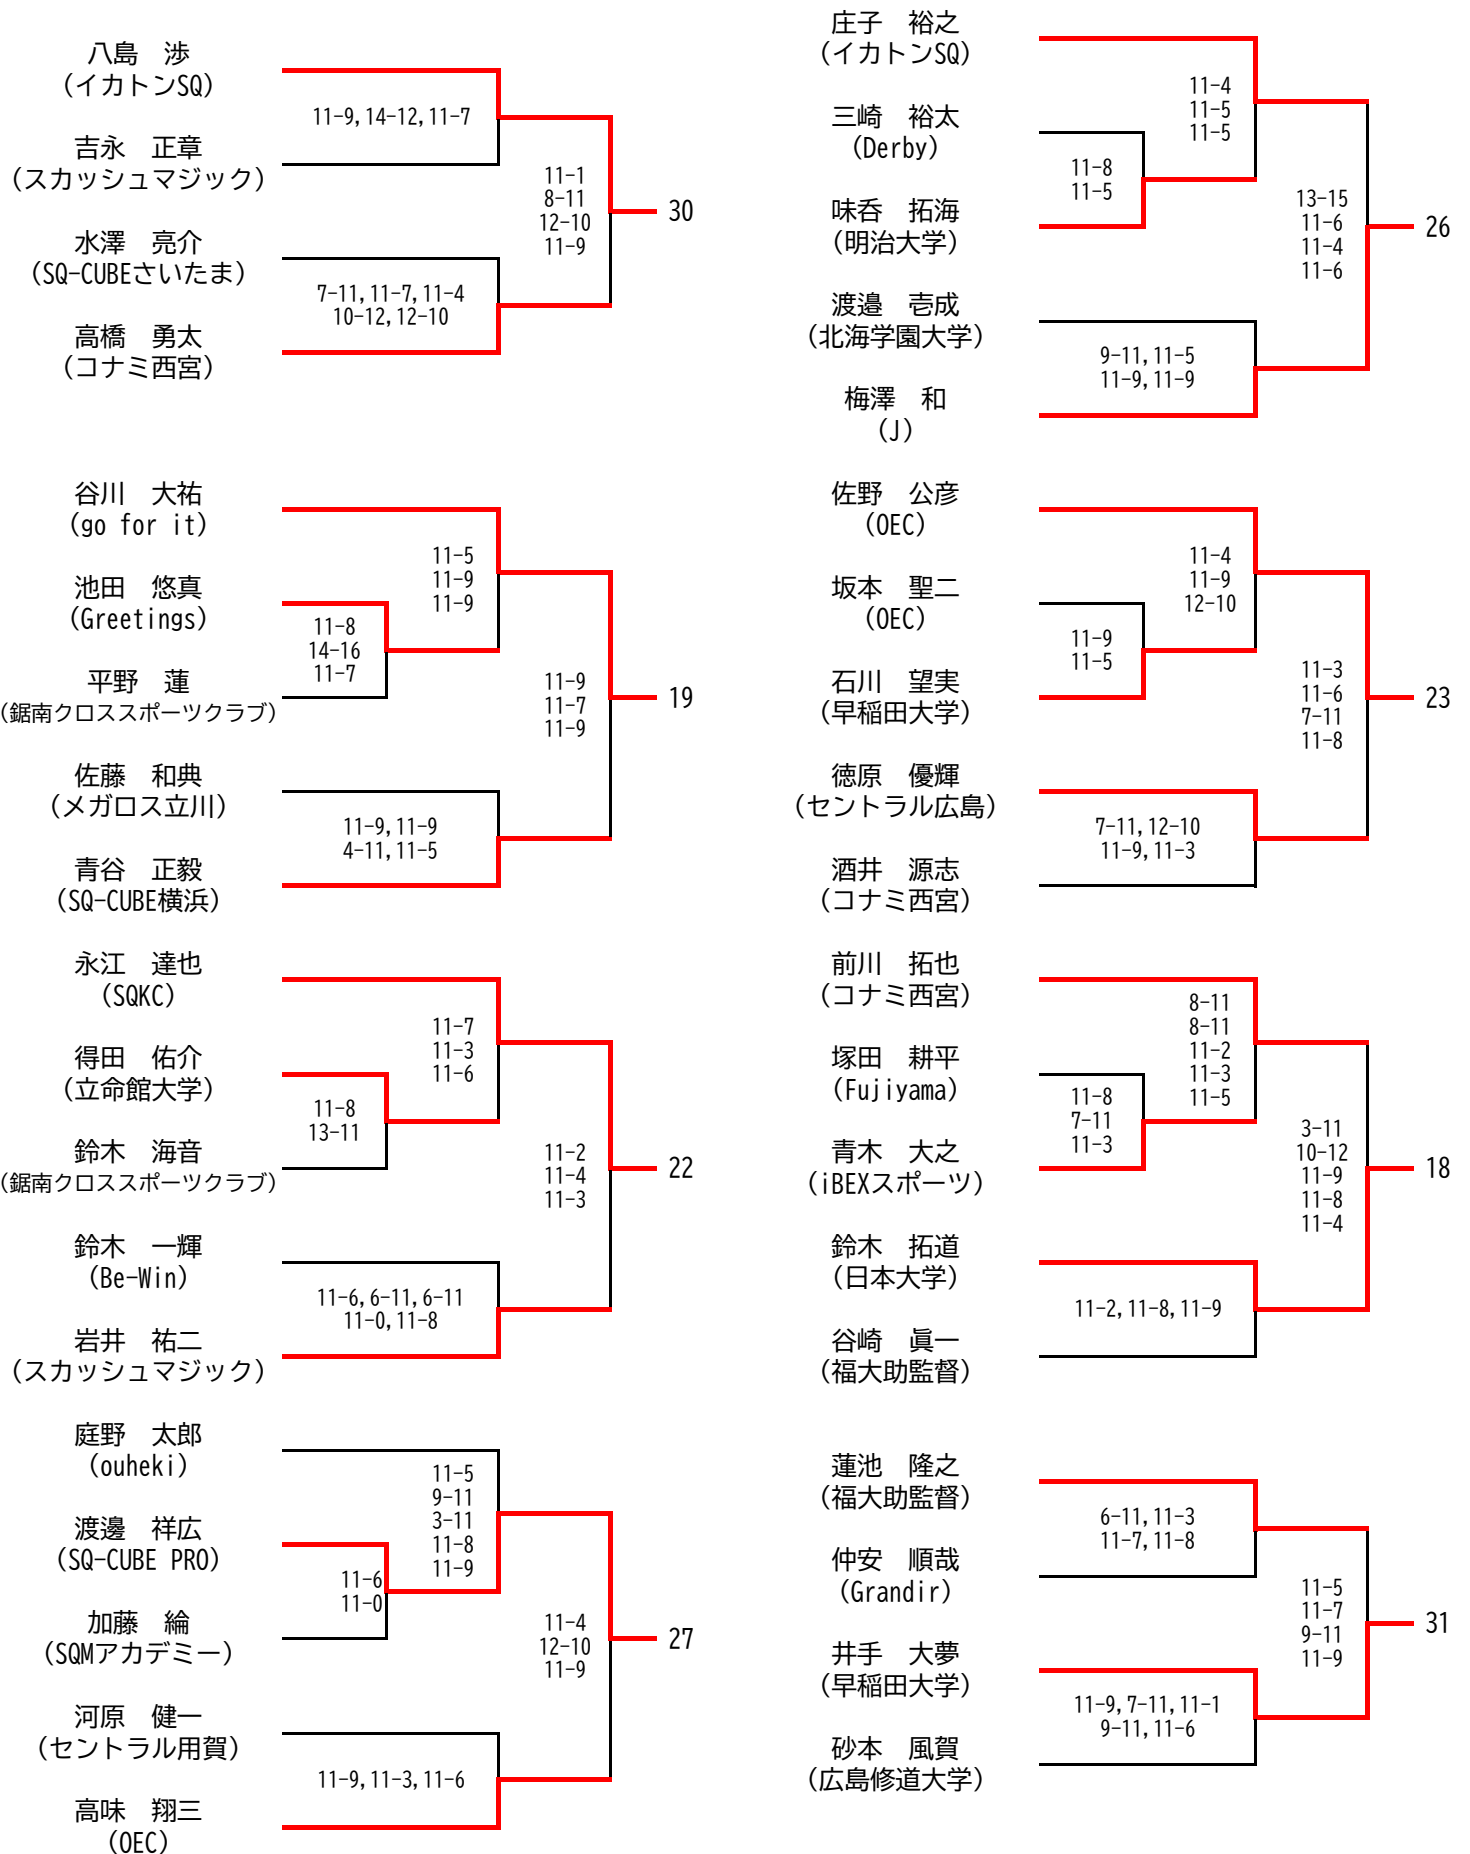 八島　渉
(イカトンSQ)
11-9,14-12,11-7
吉永　正章
(スカッシュマジック)
11-1
8-11
12-10
11-9
30
水澤　亮介
(SQ-CUBEさいたま)
7-11,11-7,11-4
10-12,12-10
高橋　勇太
(コナミ西宮)
谷川　大祐
(go for it)
11-5
11-9
11-9
池田　悠真
(Greetings)
11-8
14-16
11-7
平野　蓮
(鋸南クロススポーツクラブ)
11-9
11-7
11-9
19
佐藤　和典
(メガロス立川)
11-9,11-9
4-11,11-5
青谷　正毅
(SQ-CUBE横浜)
永江　達也
(SQKC)
11-7
11-3
11-6
得田　佑介
(立命館大学)
11-8
13-11
鈴木　海音
(鋸南クロススポーツクラブ)
11-2
11-4
11-3
22
鈴木　一輝
(Be-Win)
11-6,6-11,6-11
11-0,11-8
岩井　祐二
(スカッシュマジック)
庭野　太郎
(ouheki)
11-5
9-11
3-11
11-8
11-9
渡邊　祥広
(SQ-CUBE PRO)
11-6
11-0
加藤　綸
(SQMアカデミー)
11-4
12-10
11-9
27
河原　健一
(セントラル用賀)
11-9,11-3,11-6
高味　翔三
(OEC)
庄子　裕之
(イカトンSQ)
11-4
11-5
11-5
三崎　裕太
(Derby)
11-8
11-5
味呑　拓海
(明治大学)
13-15
11-6
11-4
11-6
26
渡邉　壱成
(北海学園大学)
9-11,11-5
11-9,11-9
梅澤　和
(J)
佐野　公彦
(OEC)
11-4
11-9
12-10
坂本　聖二
(OEC)
11-9
11-5
石川　望実
(早稲田大学)
11-3
11-6
7-11
11-8
23
徳原　優輝
(セントラル広島)
7-11,12-10
11-9,11-3
酒井　源志
(コナミ西宮)
前川　拓也
(コナミ西宮)
8-11
8-11
11-2
11-3
11-5
塚田　耕平
(Fujiyama)
11-8
7-11
11-3
青木　大之
(iBEXスポーツ)
3-11
10-12
11-9
11-8
11-4
18
鈴木　拓道
(日本大学)
11-2,11-8,11-9
谷崎　眞一
(福大助監督)
蓮池　隆之
(福大助監督)
6-11,11-3
11-7,11-8
仲安　順哉
(Grandir)
11-5
11-7
9-11
11-9
31
井手　大夢
(早稲田大学)
11-9,7-11,11-1
9-11,11-6
砂本　風賀
(広島修道大学)